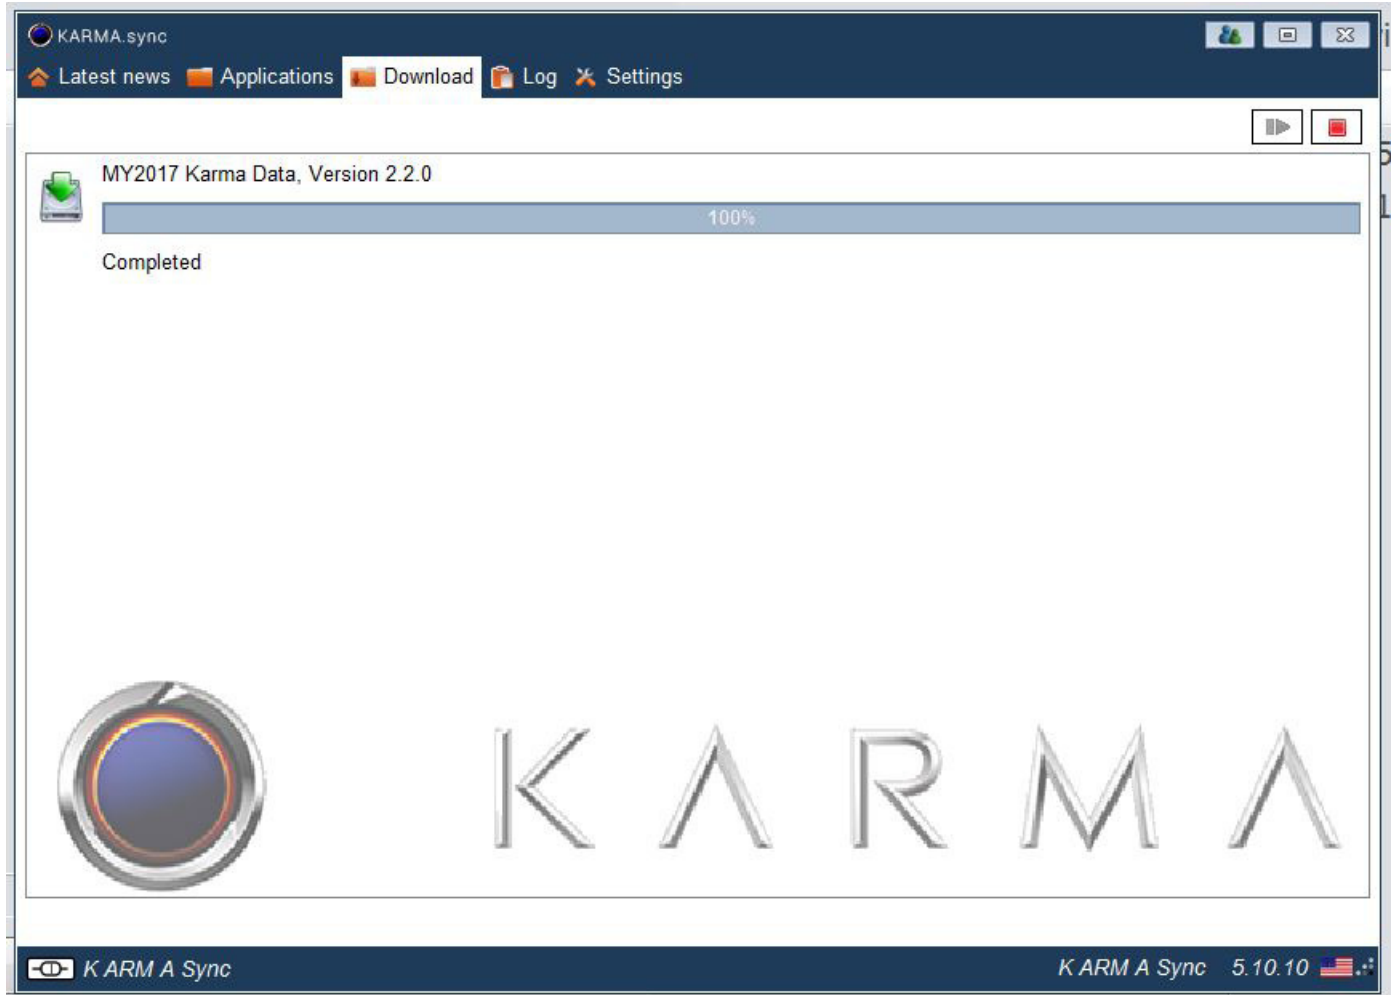 KARMA.sync
Latest news Applications Download Log Settings
MY2017 Karma Data, Version 2.2.0
100%
Completed
KARMA
K ARM A Sync K ARM A Sync 5.10.10